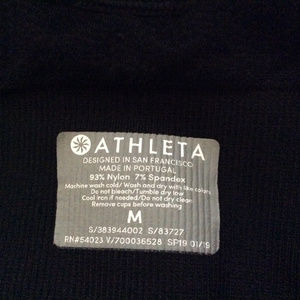 ATHLETA
DESIGNED IN SAN FRANCISCO
MADE IN PORTUGAL
93% Nylon 7% Spandex
Machine wash cold/ Wash and dry with like colors
Do not bleach/Tumble dry low
Cool iron if needed/Do not dry clean
Remove cups before washing
M
S/383944002 S/83727
RN#54023 V/700036528 SP19 01/19